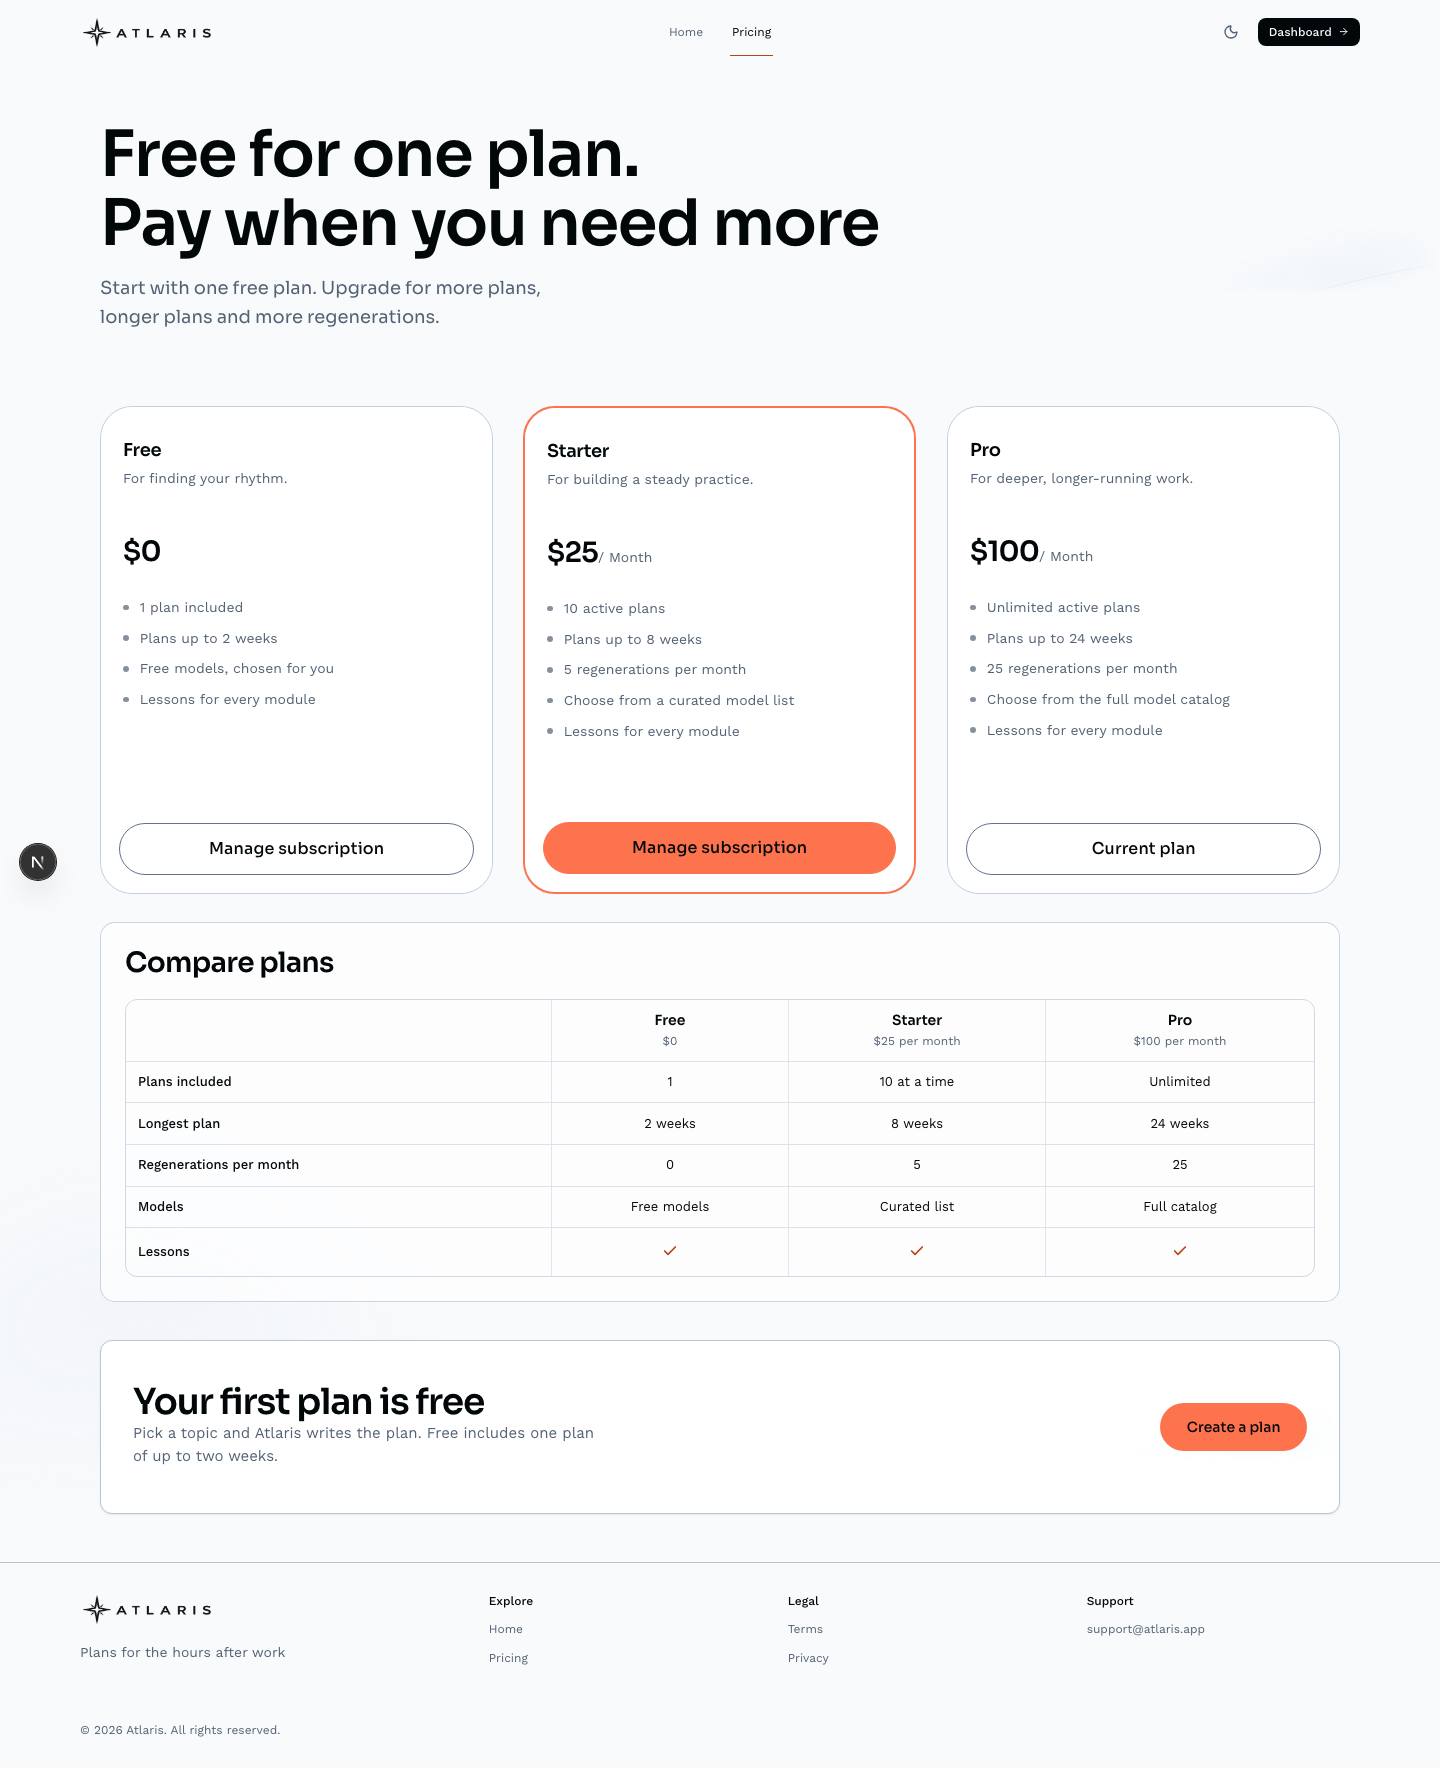 ATLARIS
Home
Pricing
Dashboard →
Free for one plan.
Pay when you need more
Start with one free plan. Upgrade for more plans,
longer plans and more regenerations.
Free
For finding your rhythm.
$0
1 plan included
Plans up to 2 weeks
Free models, chosen for you
Lessons for every module
Manage subscription
Starter
For building a steady practice.
$25/ Month
10 active plans
Plans up to 8 weeks
5 regenerations per month
Choose from a curated model list
Lessons for every module
Manage subscription
Pro
For deeper, longer-running work.
$100/ Month
Unlimited active plans
Plans up to 24 weeks
25 regenerations per month
Choose from the full model catalog
Lessons for every module
Current plan
N
Compare plans
Free Starter Pro
$0 $25 per month $100 per month
Plans included 1 10 at a time Unlimited
Longest plan 2 weeks 8 weeks 24 weeks
Regenerations per month 0 5 25
Models Free models Curated list Full catalog
Lessons
Your first plan is free
Pick a topic and Atlaris writes the plan. Free includes one plan
of up to two weeks.
Create a plan
ATLARIS
Plans for the hours after work
Explore
Home
Pricing
Legal
Terms
Privacy
Support
support@atlaris.app
© 2026 Atlaris. All rights reserved.